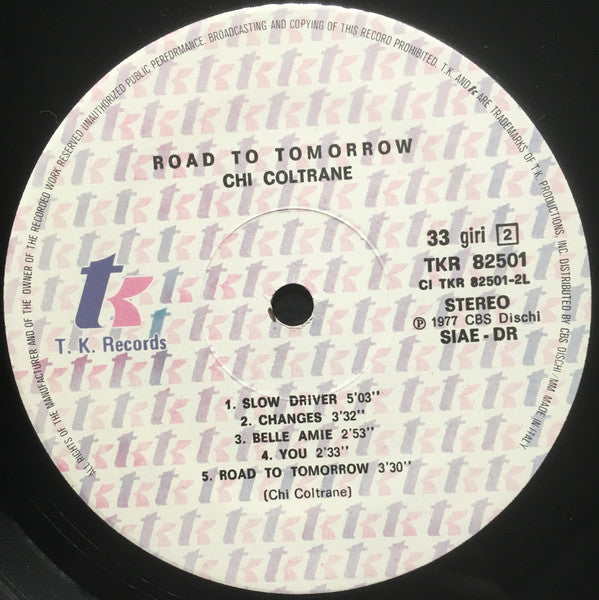 ALL RIGHTS OF THE MANUFACTURER AND OF THE OWNER OF THE RECORDED WORK RESERVED UNAUTHORIZED PUBLIC PERFORMANCE. BROADCASTING AND COPYING OF THIS RECORD PROHIBITED. T.K. AND tk ARE TRADEMARKS OF T.K. PRODUCTIONS, INC. DISTRIBUTED BY CBS DISCHI / MM MADE IN ITALY
ROAD TO TOMORROW
CHI COLTRANE
33 giri 2
TKR 82501
CI TKR 82501-2L
STEREO
℗ 1977 CBS Dischi
SIAE - DR
tk
T. K. Records
1. SLOW DRIVER 5'03''
2. CHANGES 3'32''
3. BELLE AMIE 2'53''
4. YOU 2'33''
5. ROAD TO TOMORROW 3'30''
(Chi Coltrane)